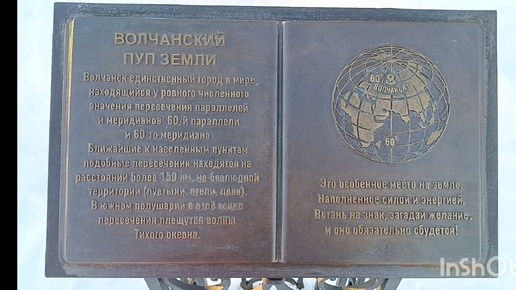 ВОЛЧАНСКИЙ
ПУП ЗЕМЛИ
Волчанск-единственный город в мире,
находящийся у ровного численного
значения пересечения параллелей
и меридианов: 60-й параллели
и 60-го меридиана.
Ближайшие к населенным пунктам
подобные пересечения находятся на
расстоянии более 150 км, на безлюдной
территории (пустыни, степи, леса).
В южном полушарии в этой точке
пересечения плещутся волны
Тихого океана.
60
ВОЛЧАНСК
60
Это особенное место на земле,
Наполненное силой и энергией.
Встань на знак, загадай желание,
и оно обязательно сбудется!
InShOt